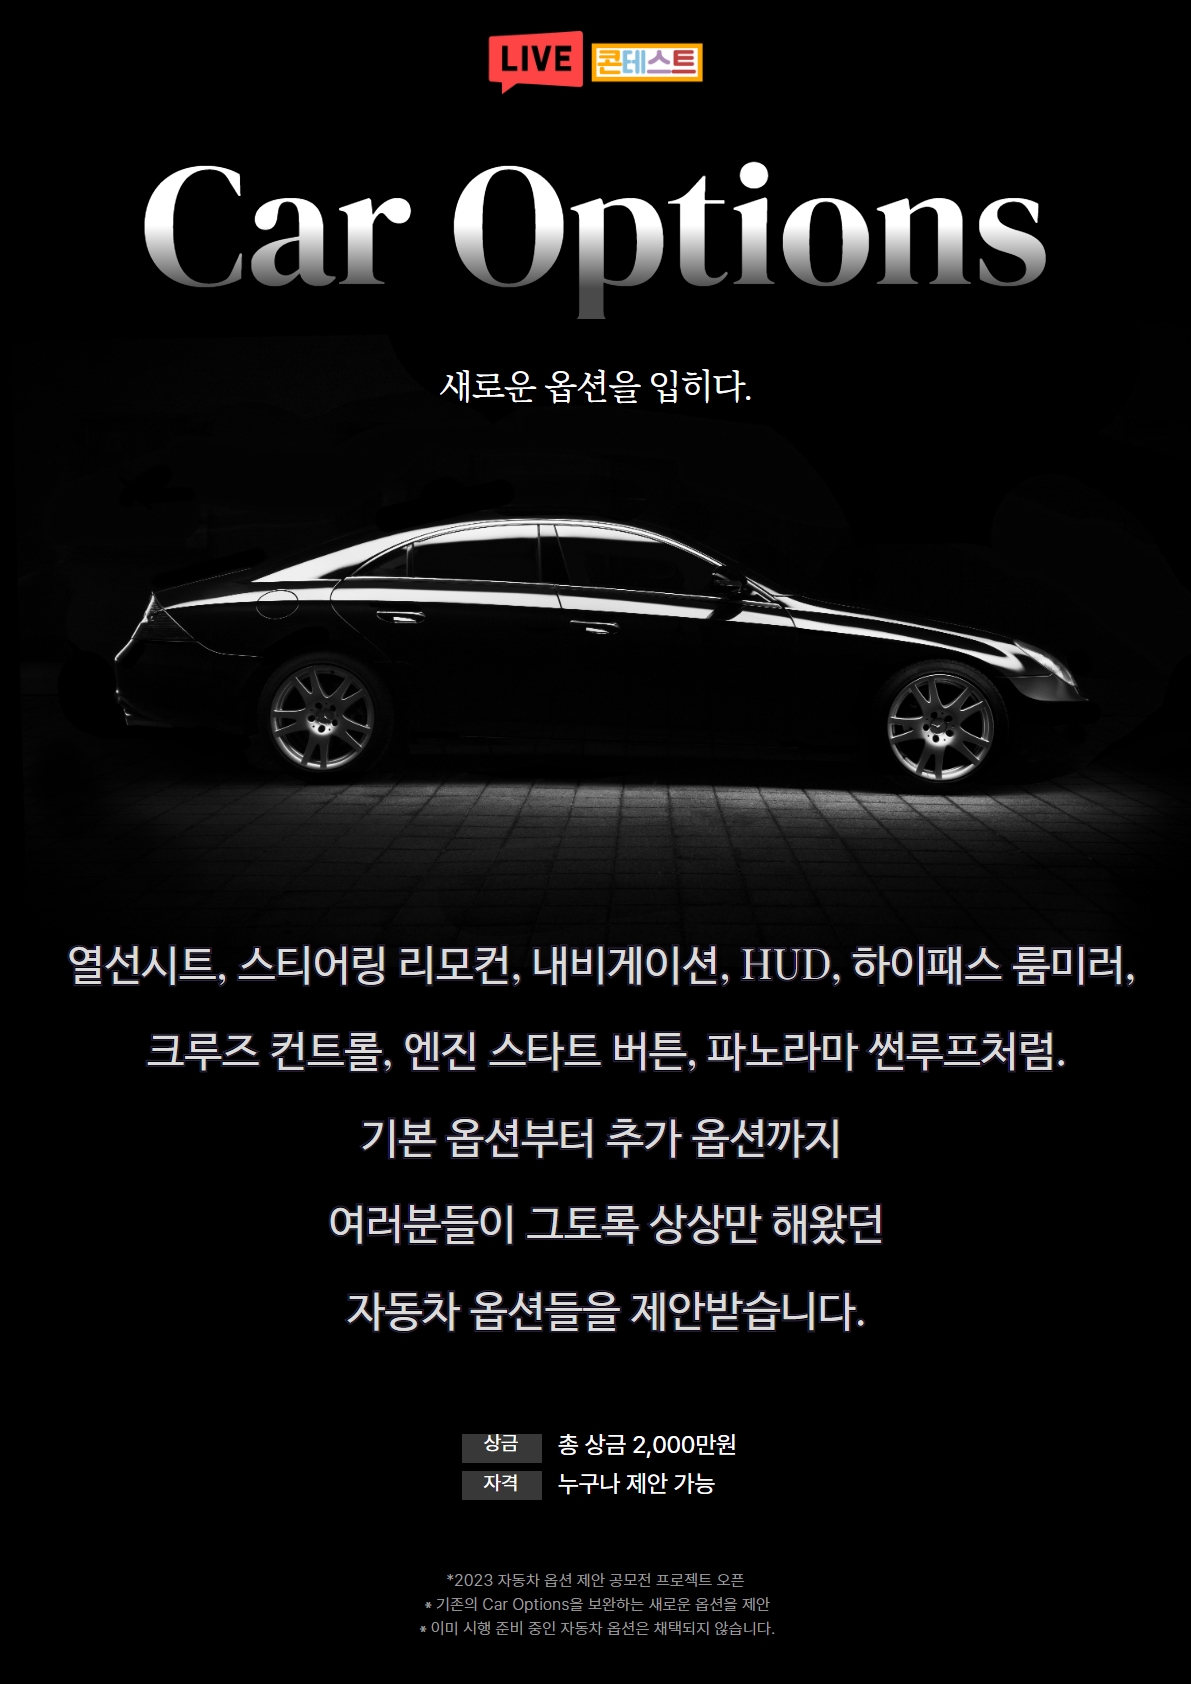 LIVE 콘테스트
Car Options
새로운 옵션을 입히다.
열선시트, 스티어링 리모컨, 내비게이션, HUD, 하이패스 룸미러,
크루즈 컨트롤, 엔진 스타트 버튼, 파노라마 썬루프처럼.
기본 옵션부터 추가 옵션까지
여러분들이 그토록 상상만 해왔던
자동차 옵션들을 제안받습니다.
상금 총 상금 2,000만원
자격 누구나 제안 가능
*2023 자동차 옵션 제안 공모전 프로젝트 오픈
* 기존의 Car Options을 보완하는 새로운 옵션을 제안
* 이미 시행 준비 중인 자동차 옵션은 채택되지 않습니다.